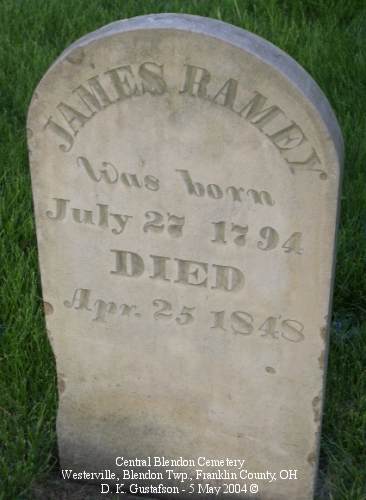 JAMES RAMEY
Was born
July 27 1794
DIED
Apr. 25 1848
Central Blendon Cemetery
Westerville, Blendon Twp., Franklin County, OH
D. K. Gustafson - 5 May 2004 ©